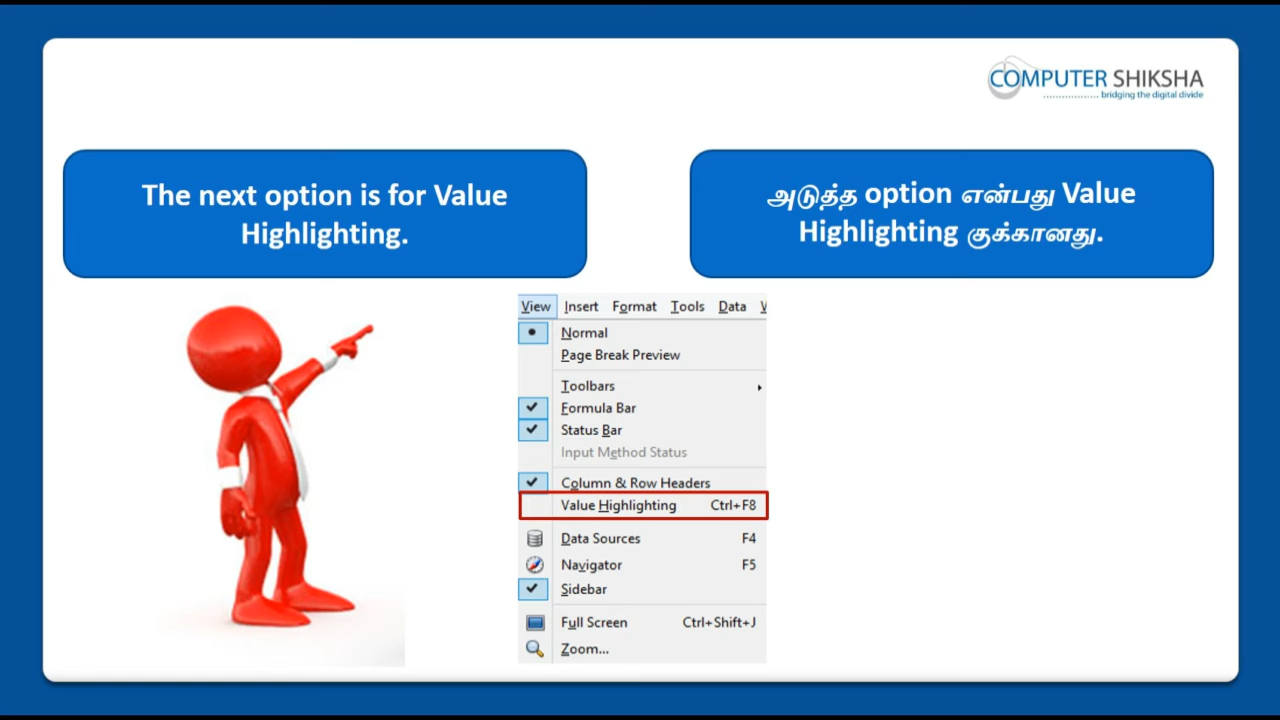 COMPUTER SHIKSHA
bridging the digital divide
The next option is for Value
Highlighting.
அடுத்த option என்பது Value
Highlighting குக்கானது.
View Insert Format Tools Data
Normal
Page Break Preview
Toolbars
Formula Bar
Status Bar
Input Method Status
Column & Row Headers
Value Highlighting Ctrl+F8
Data Sources F4
Navigator F5
Sidebar
Full Screen Ctrl+Shift+J
Zoom...